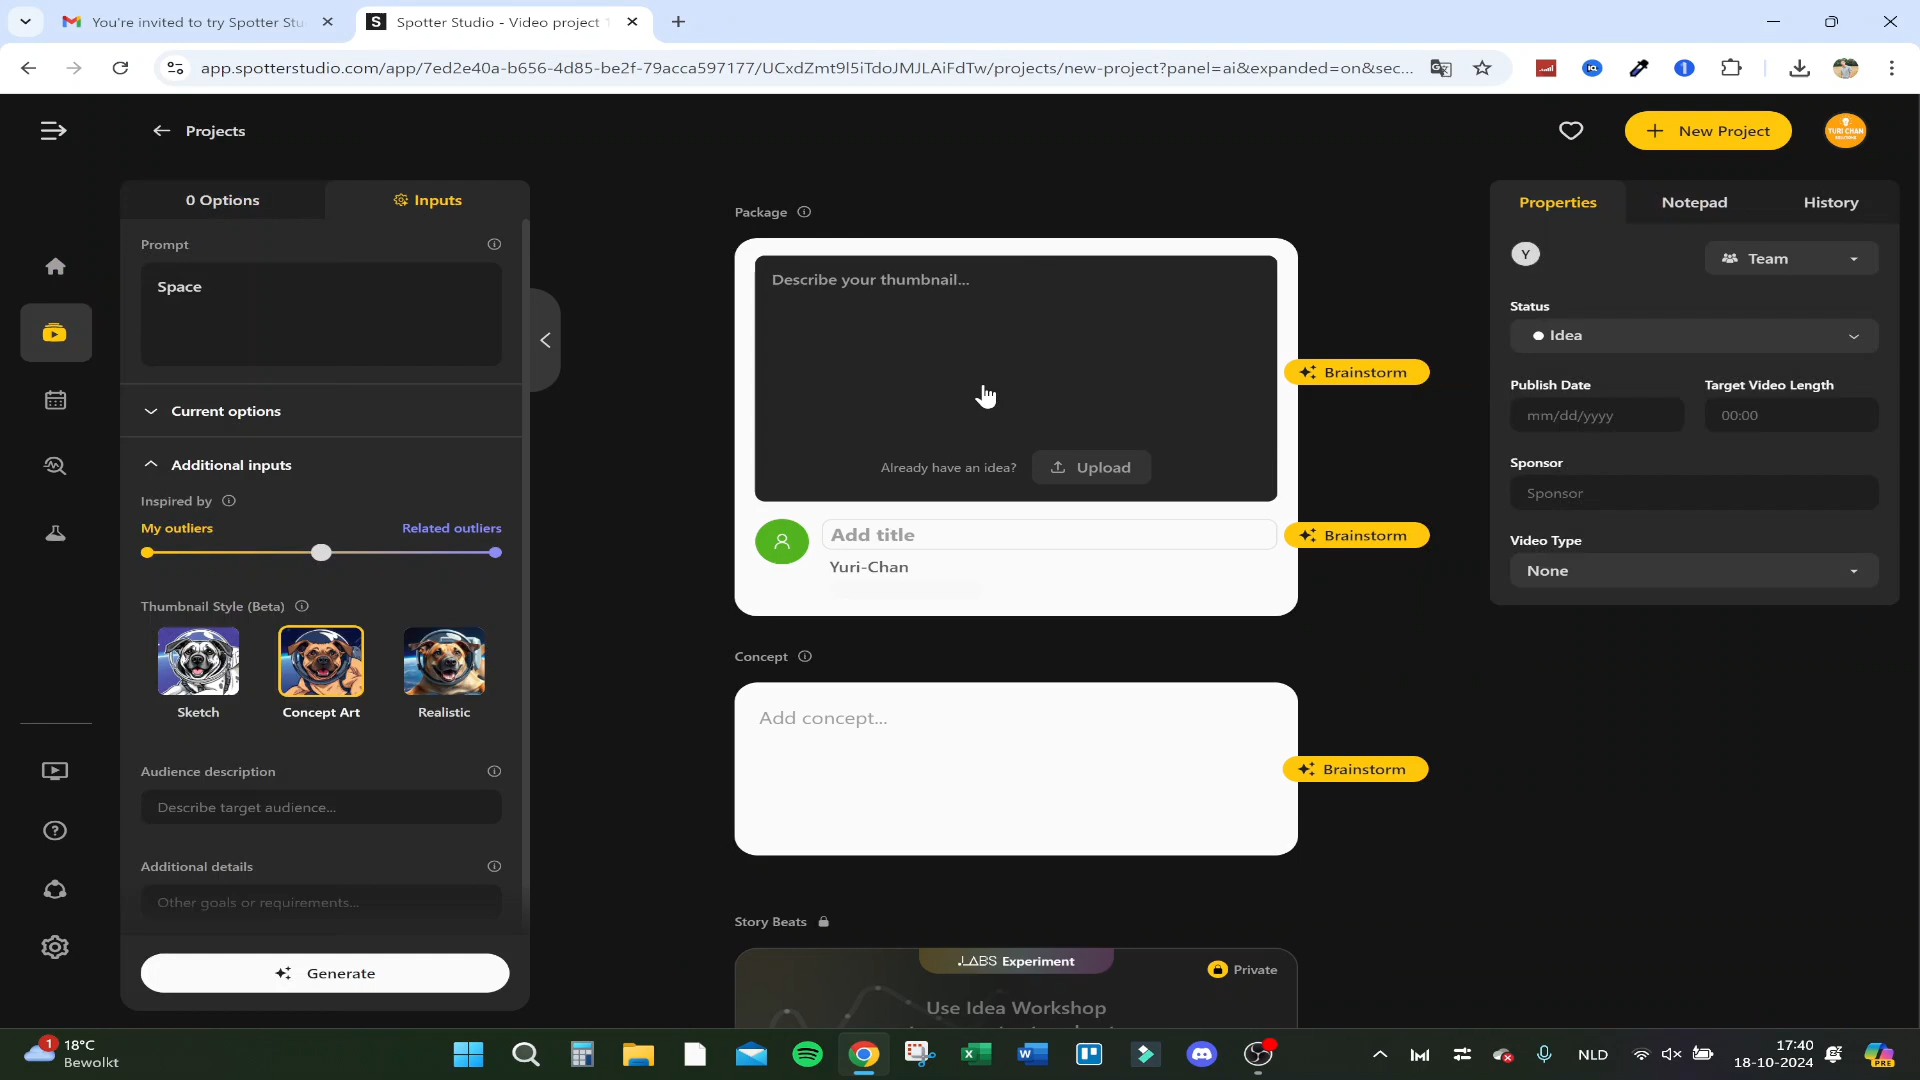 You're invited to try Spotter Stu
Spotter Studio - Video project
app.spotterstudio.com/app/7ed2e40a-b656-4d85-be2f-79acca597177/UCxdZmt9l5iTdoJMJLAiFdTw/projects/new-project?panel=ai&expanded=on&sec...
Projects
New Project
YURI CHAN
0 Options
Inputs
Prompt
Space
Current options
Additional inputs
Inspired by
My outliers
Related outliers
Thumbnail Style (Beta)
Sketch
Concept Art
Realistic
Audience description
Describe target audience...
Additional details
Other goals or requirements...
Generate
Package
Describe your thumbnail...
Already have an idea?
Upload
Brainstorm
Add title
Brainstorm
Yuri-Chan
Concept
Add concept...
Brainstorm
Story Beats
.LABS Experiment
Private
Use Idea Workshop
Properties
Notepad
History
Y
Team
Status
Idea
Publish Date
Target Video Length
mm/dd/yyyy
00:00
Sponsor
Sponsor
Video Type
None
1
18°C
Bewolkt
NLD
17:40
18-10-2024
PRE